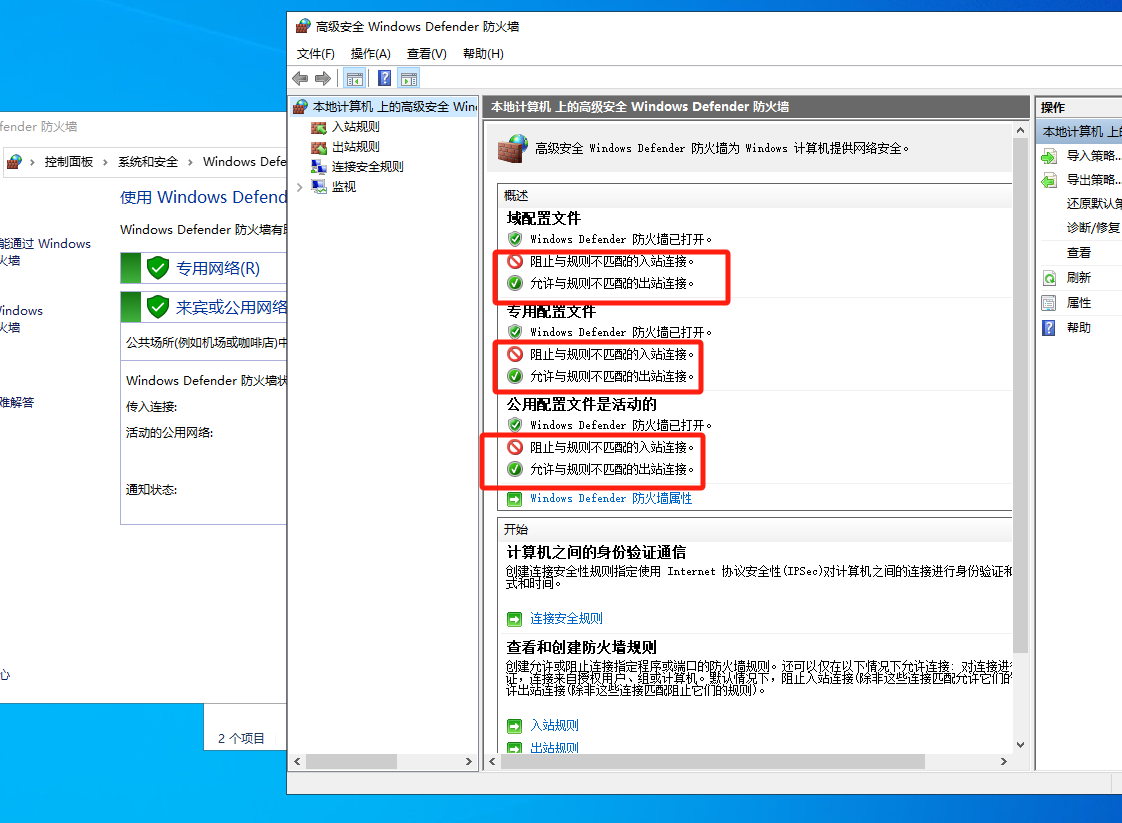 高级安全 Windows Defender 防火墙
文件(F) 操作(A) 查看(V) 帮助(H)
fender 防火墙
控制面板 › 系统和安全 › Windows Defe
使用 Windows Defend
Windows Defender 防火墙有
能通过 Windows
火墙
专用网络(R)
来宾或公用网络
Windows
火墙
公共场所(例如机场或咖啡店)中
Windows Defender 防火墙状
传入连接:
难解答
活动的公用网络:
通知状态:
心
2 个项目
本地计算机 上的高级安全 Win
入站规则
出站规则
连接安全规则
监视
本地计算机 上的高级安全 Windows Defender 防火墙
高级安全 Windows Defender 防火墙为 Windows 计算机提供网络安全。
概述
域配置文件
Windows Defender 防火墙已打开。
阻止与规则不匹配的入站连接。
允许与规则不匹配的出站连接。
专用配置文件
Windows Defender 防火墙已打开。
阻止与规则不匹配的入站连接。
允许与规则不匹配的出站连接。
公用配置文件是活动的
Windows Defender 防火墙已打开。
阻止与规则不匹配的入站连接。
允许与规则不匹配的出站连接。
Windows Defender 防火墙属性
开始
计算机之间的身份验证通信
创建连接安全性规则指定使用 Internet 协议安全性(IPSec)对计算机之间的连接进行身份验证和
式和时间。
连接安全规则
查看和创建防火墙规则
创建允许或阻止连接指定程序或端口的防火墙规则。还可以仅在以下情况下允许连接: 对连接进
证，连接来自授权用户、组或计算机。默认情况下，阻止入站连接(除非这些连接匹配允许它们的
许出站连接(除非这些连接匹配阻止它们的规则)。
入站规则
出站规则
操作
本地计算机 上
导入策略...
导出策略...
还原默认策
诊断/修复
查看
刷新
属性
帮助